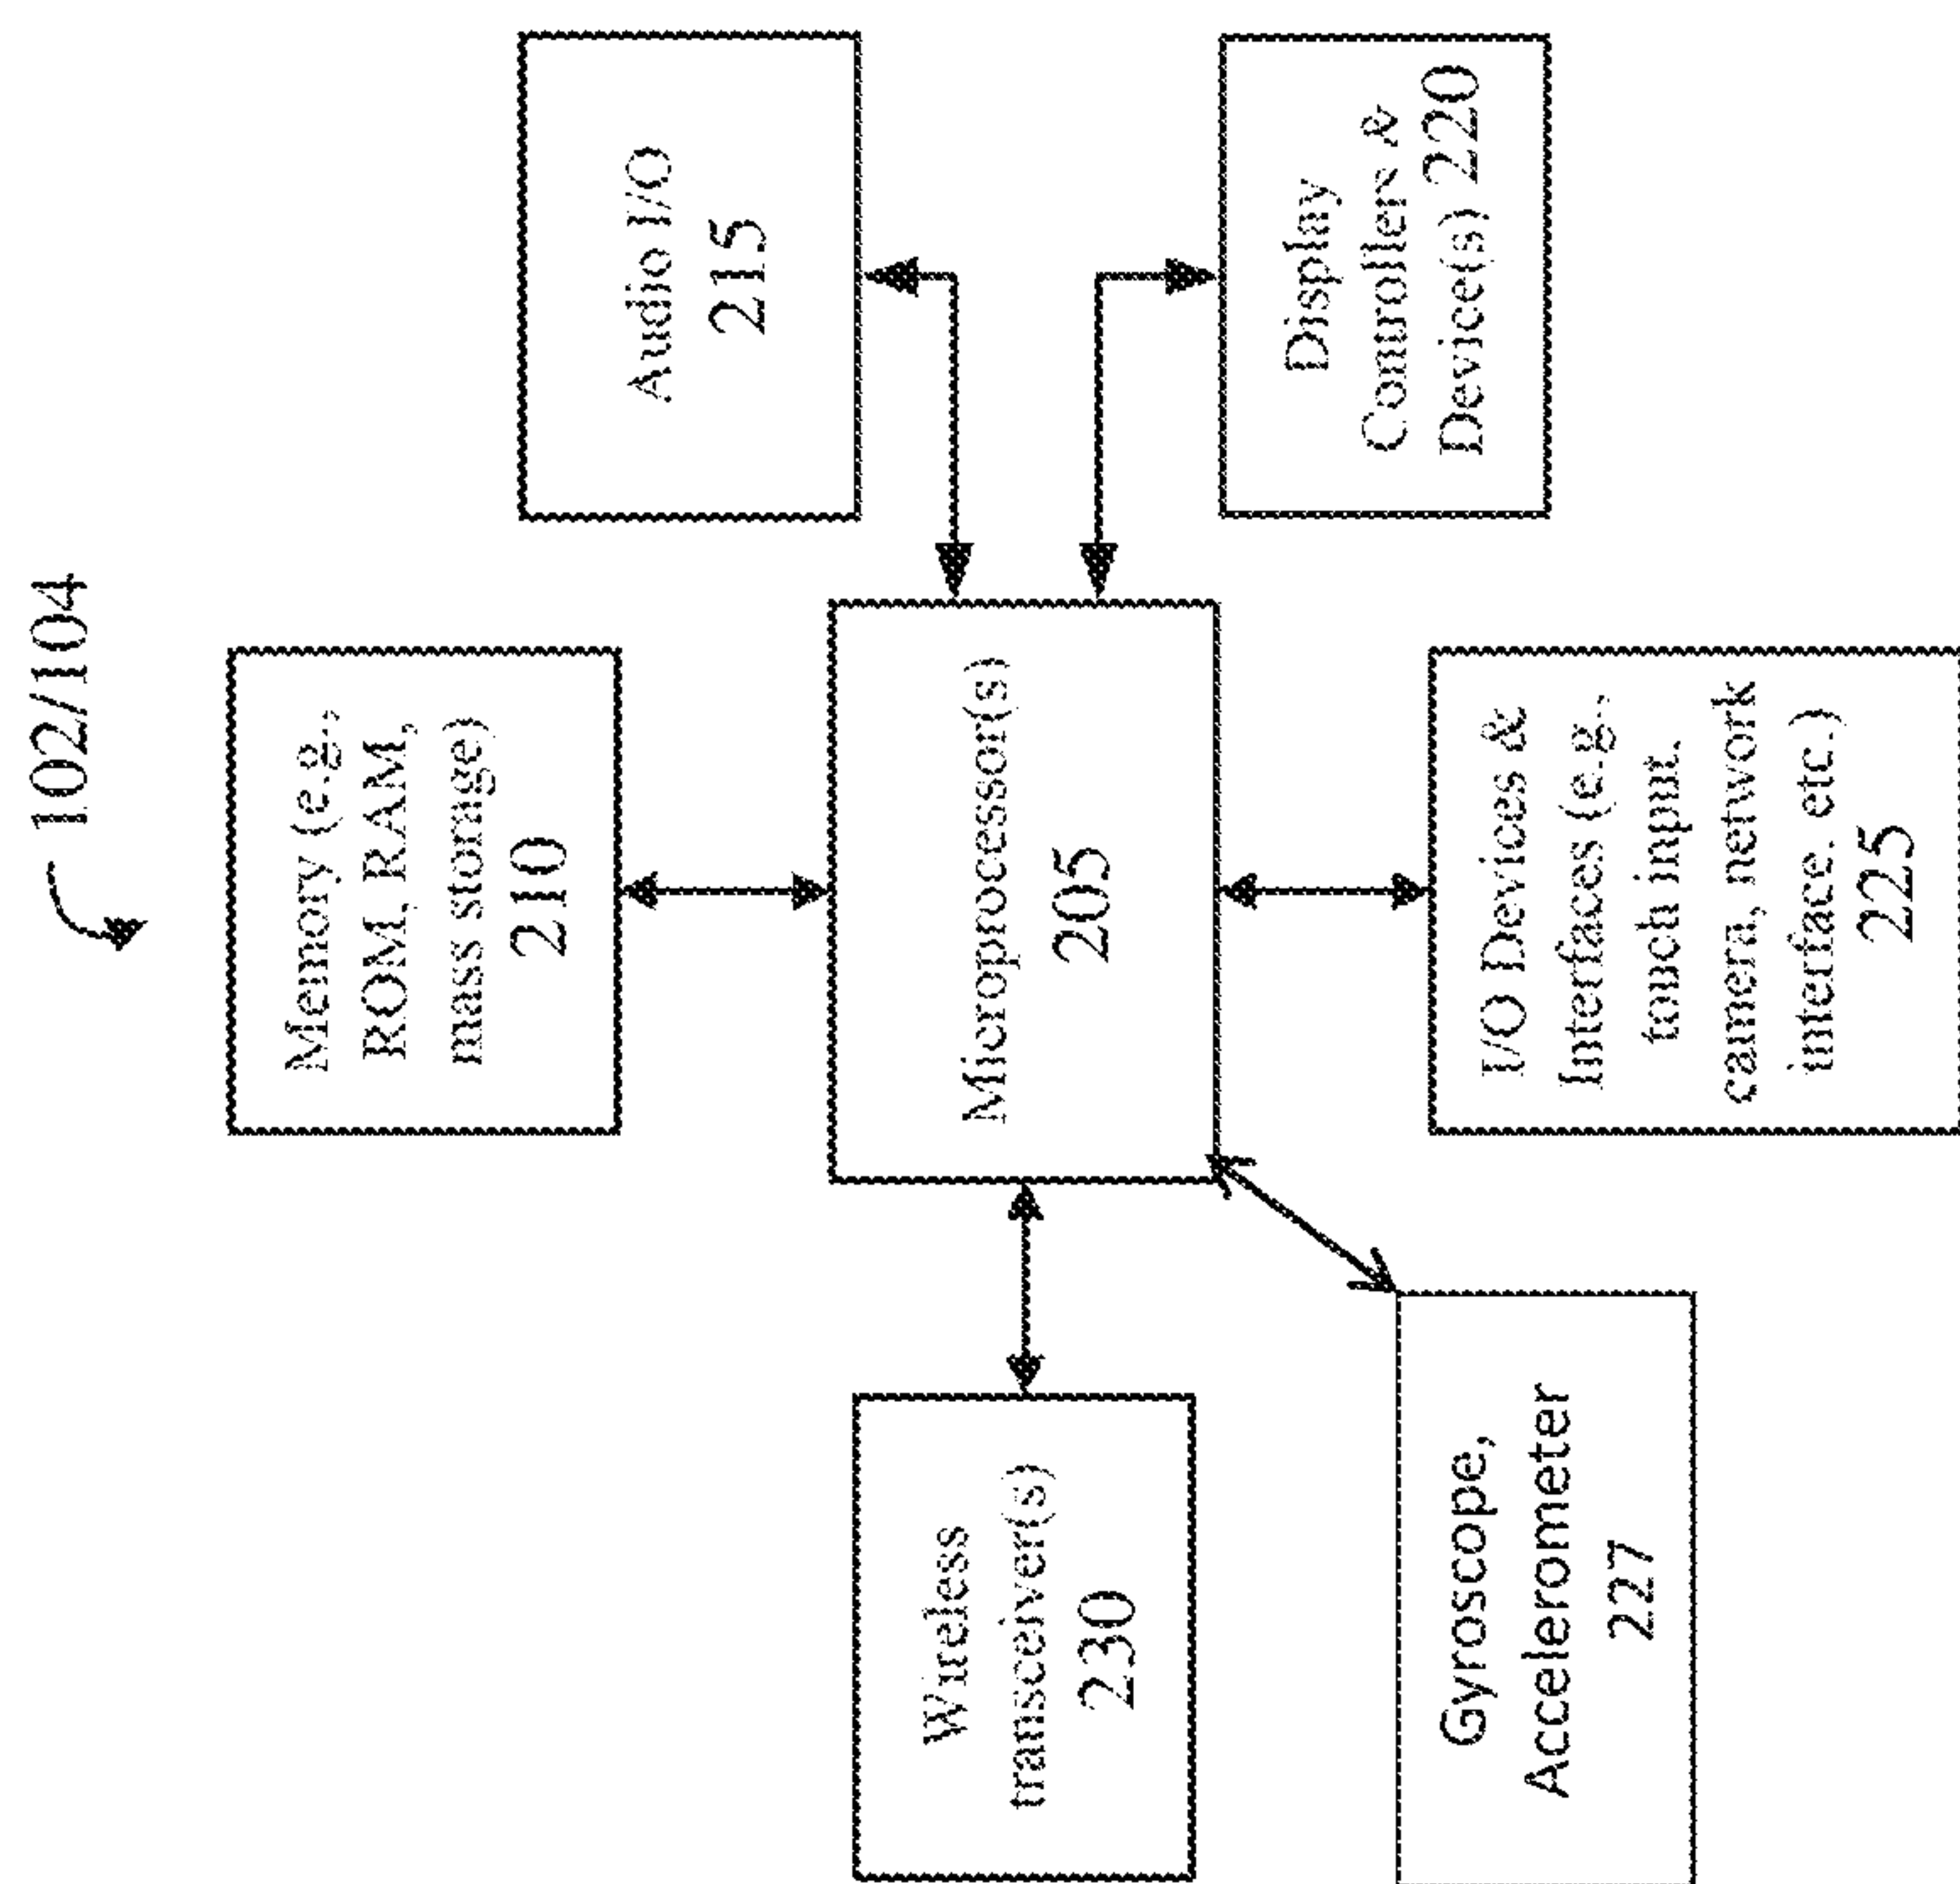 102/104
Memory (e.g.,
ROM, RAM,
mass storage)
210
Audio I/O
215
Microprocessor(s)
205
Display
Controller &
Device(s) 220
Wireless
transceiver(s)
230
I/O Devices &
Interfaces (e.g.,
touch input,
camera, network
interface, etc.)
225
Gyroscope,
Accelerometer
227